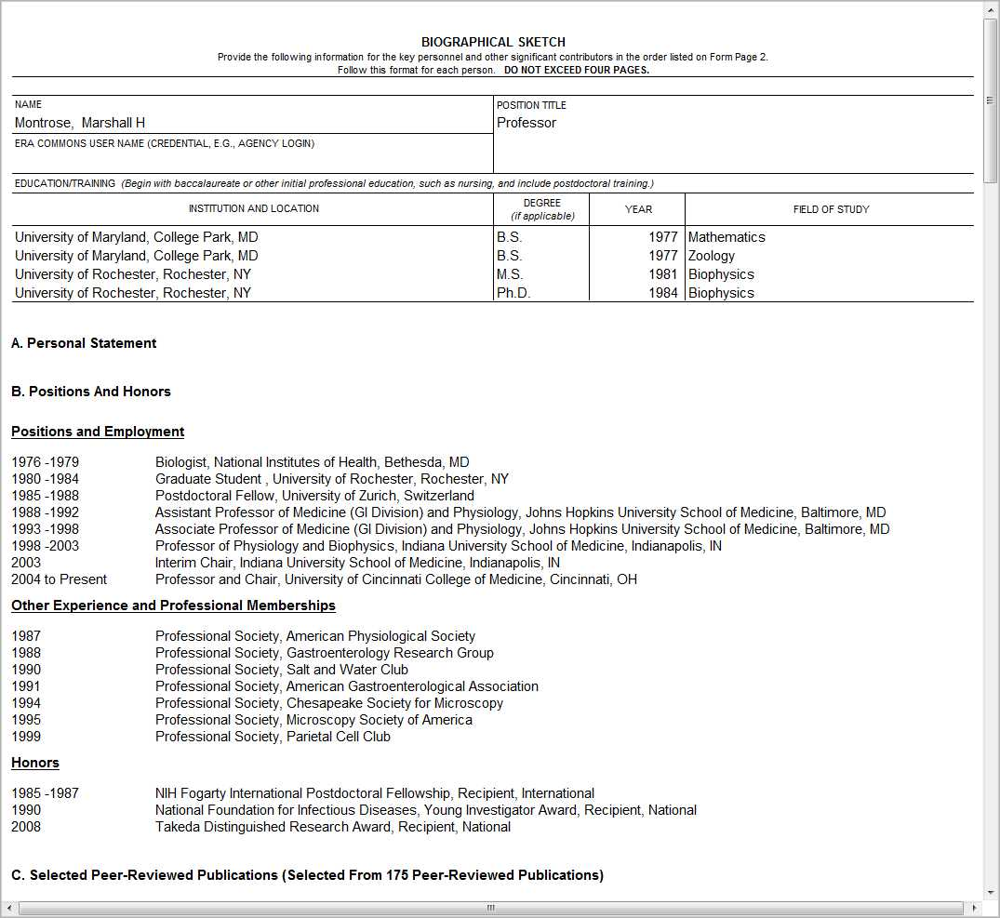 BIOGRAPHICAL SKETCH
Provide the following information for the key personnel and other significant contributors in the order listed on Form Page 2.
Follow this format for each person. DO NOT EXCEED FOUR PAGES.
NAME
Montrose, Marshall H
POSITION TITLE
Professor
ERA COMMONS USER NAME (CREDENTIAL, E.G., AGENCY LOGIN)
EDUCATION/TRAINING (Begin with baccalaureate or other initial professional education, such as nursing, and include postdoctoral training.)
INSTITUTION AND LOCATION DEGREE (if applicable) YEAR FIELD OF STUDY
University of Maryland, College Park, MD B.S. 1977 Mathematics
University of Maryland, College Park, MD B.S. 1977 Zoology
University of Rochester, Rochester, NY M.S. 1981 Biophysics
University of Rochester, Rochester, NY Ph.D. 1984 Biophysics
A. Personal Statement
B. Positions And Honors
Positions and Employment
1976 -1979 Biologist, National Institutes of Health, Bethesda, MD
1980 -1984 Graduate Student , University of Rochester, Rochester, NY
1985 -1988 Postdoctoral Fellow, University of Zurich, Switzerland
1988 -1992 Assistant Professor of Medicine (GI Division) and Physiology, Johns Hopkins University School of Medicine, Baltimore, MD
1993 -1998 Associate Professor of Medicine (GI Division) and Physiology, Johns Hopkins University School of Medicine, Baltimore, MD
1998 -2003 Professor of Physiology and Biophysics, Indiana University School of Medicine, Indianapolis, IN
2003 Interim Chair, Indiana University School of Medicine, Indianapolis, IN
2004 to Present Professor and Chair, University of Cincinnati College of Medicine, Cincinnati, OH
Other Experience and Professional Memberships
1987 Professional Society, American Physiological Society
1988 Professional Society, Gastroenterology Research Group
1990 Professional Society, Salt and Water Club
1991 Professional Society, American Gastroenterological Association
1994 Professional Society, Chesapeake Society for Microscopy
1995 Professional Society, Microscopy Society of America
1999 Professional Society, Parietal Cell Club
Honors
1985 -1987 NIH Fogarty International Postdoctoral Fellowship, Recipient, International
1990 National Foundation for Infectious Diseases, Young Investigator Award, Recipient, National
2008 Takeda Distinguished Research Award, Recipient, National
C. Selected Peer-Reviewed Publications (Selected From 175 Peer-Reviewed Publications)